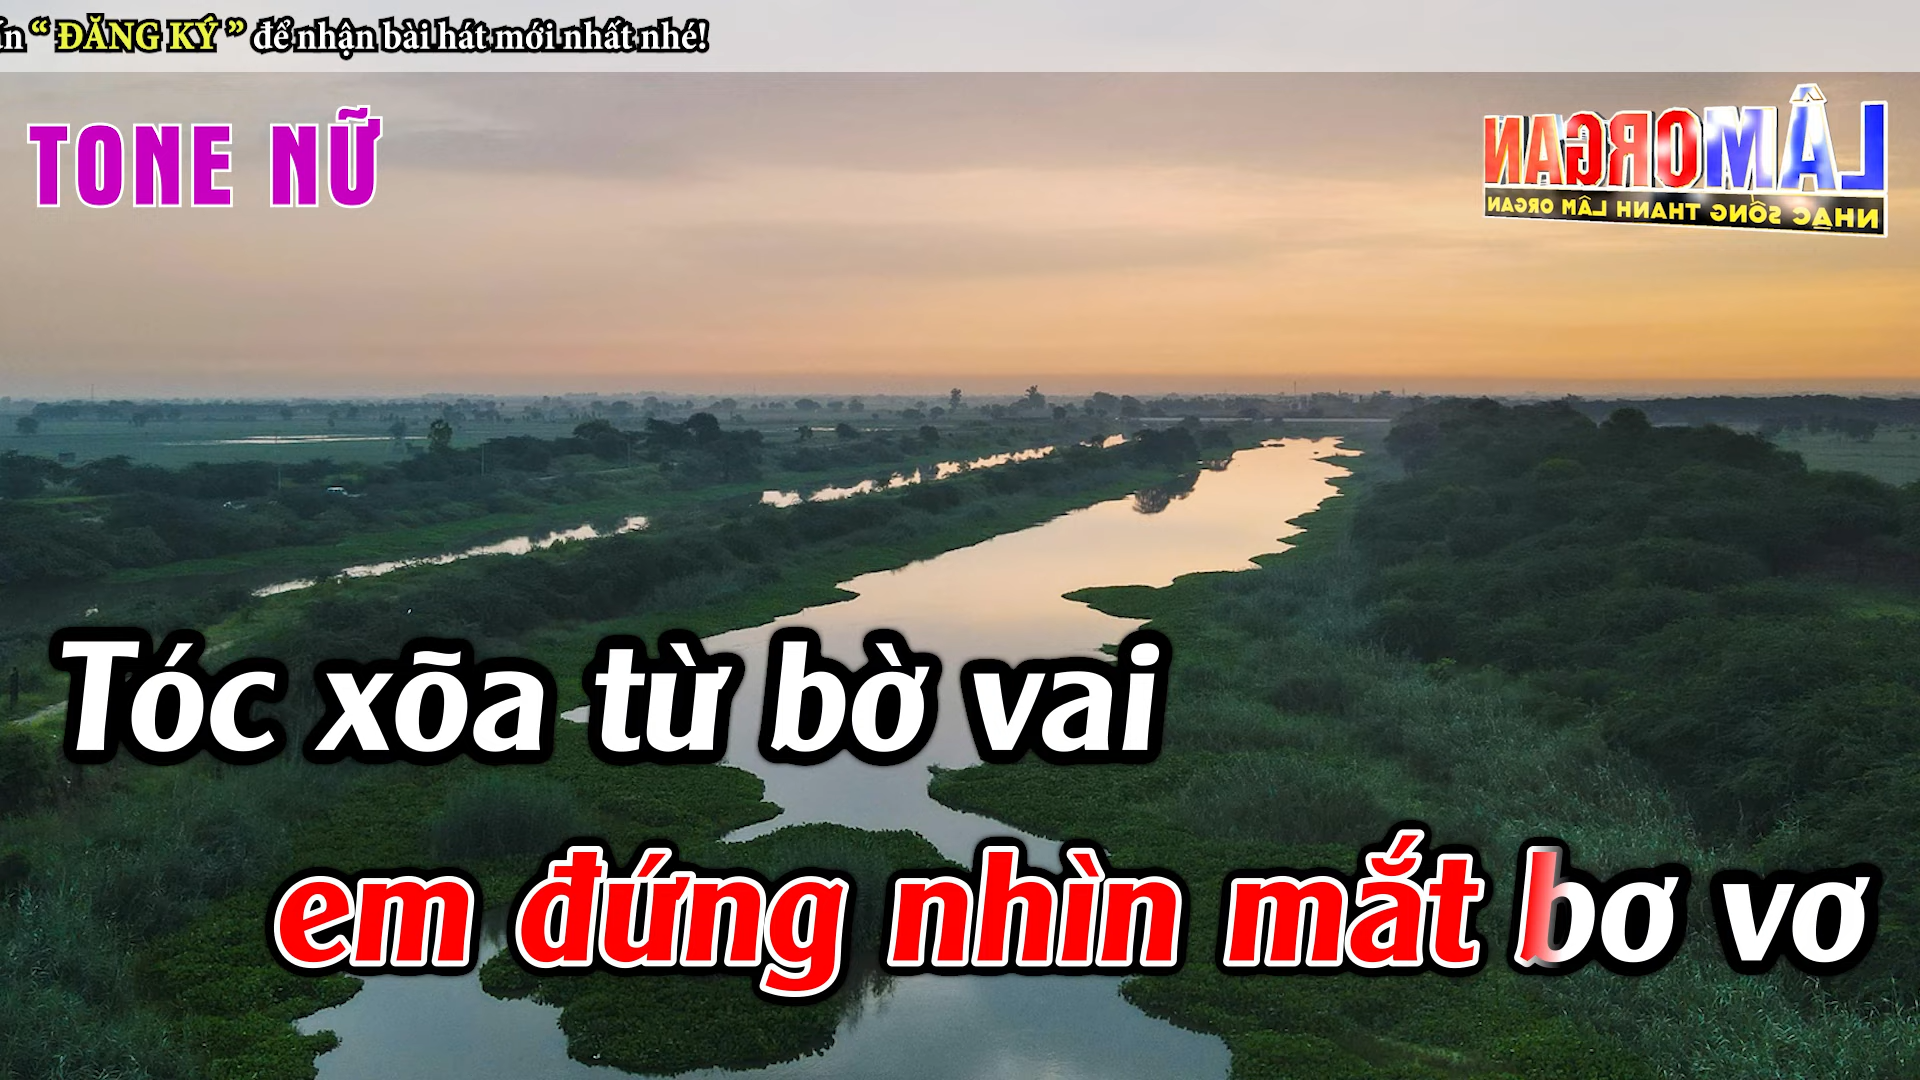 “ ĐĂNG KÝ ” để nhận bài hát mới nhất nhé!
TONE NỮ
LÂM ORGAN
NHẠC SỐNG THANH LÂM ORGAN
Tóc xõa từ bờ vai
em đứng nhìn mắt bơ vơ